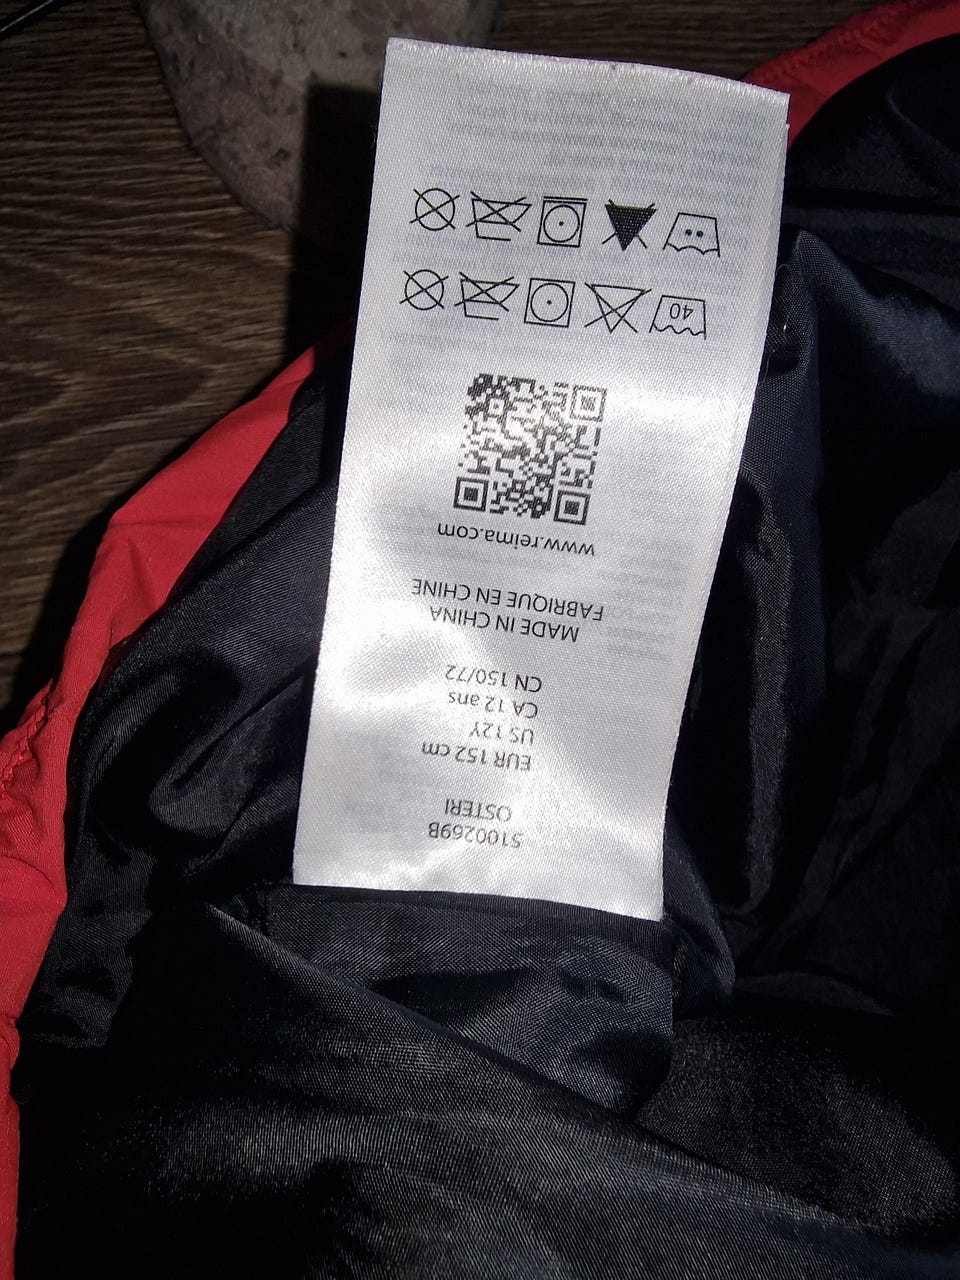 5100269B
OSTERI
EUR 152 cm
US 12Y
CA 12 ans
CN 150/72
MADE IN CHINA
FABRIQUE EN CHINE
www.reima.com
40